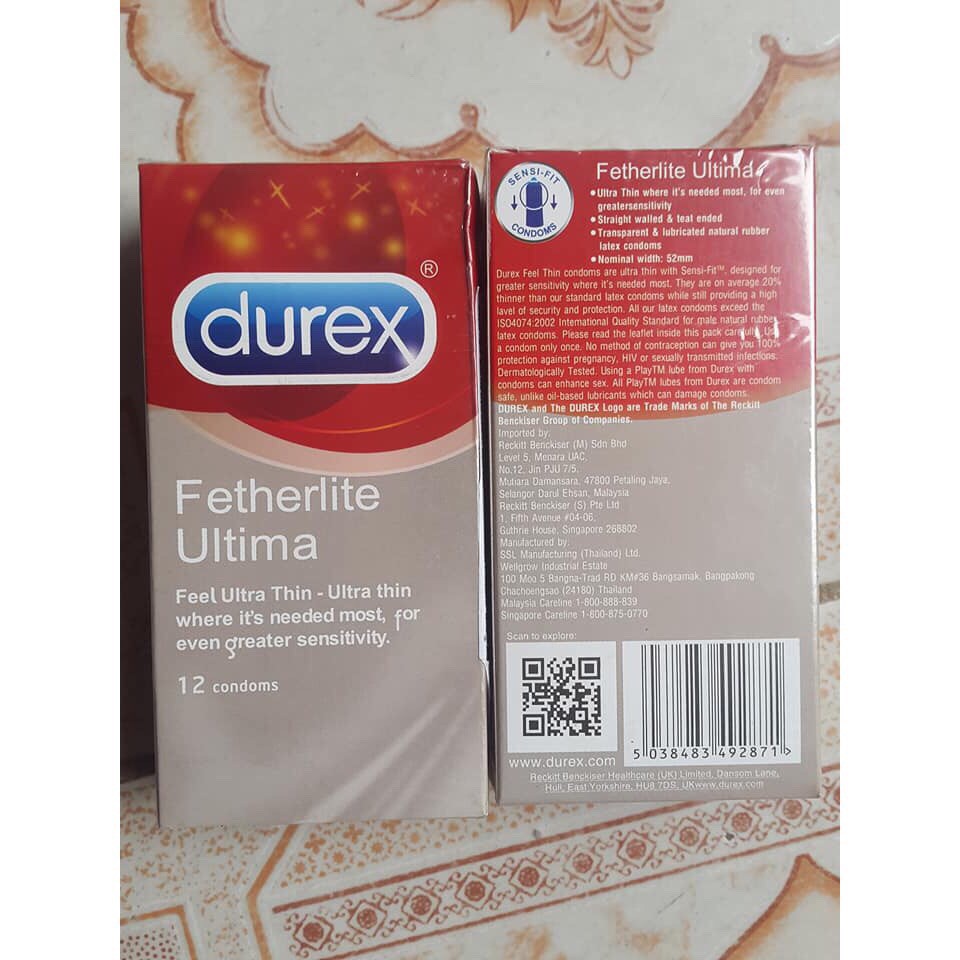 durex®
Fetherlite
Ultima
Feel Ultra Thin - Ultra thin
where it's needed most, for
even greater sensitivity.
12 condoms
SENSI-FIT
CONDOMS
Fetherlite Ultima
•Ultra Thin where it's needed most, for even
greatersensitivity
•Straight walled & teat ended
•Transparent & lubricated natural rubber
latex condoms
•Nominal width: 52mm
Durex Feel Thin condoms are ultra thin with Sensi-Fit™, designed for
greater sensitivity where it's needed most. They are on average 20%
thinner than our standard latex condoms while still providing a high
lavel of security and protection. All our latex condoms exceed the
ISO4074:2002 International Quality Standard for male natural rubber
latex condoms. Please read the leaflet inside this pack carefully. Use
a condom only once. No method of contraception can give you 100%
protection against pregnancy, HIV or sexually transmitted infections.
Dermatologically Tested. Using a PlayTM lube from Durex with
condoms can enhance sex. All PlayTM lubes from Durex are condom
safe, unlike oil-based lubricants which can damage condoms.
DUREX and The DUREX Logo are Trade Marks of The Reckitt
Benckiser Group of Companies.
Imported by:
Reckitt Benckiser (M) Sdn Bhd
Level 5, Menara UAC,
No.12, Jin PJU 7/5,
Mutiara Damansara, 47800 Petaling Jaya,
Selangor Darul Ehsan, Malaysia
Reckitt Benckiser (S) Pte Ltd
1, Fifth Avenue #04-06,
Guthrie House, Singapore 268802
Manufactured by:
SSL Manufacturing (Thailand) Ltd.
Wellgrow Industrial Estate
100 Moo 5 Bangna-Trad RD KM#36 Bangsamak, Bangpakong
Chachoengsao (24180) Thailand
Malaysia Careline 1-800-888-839
Singapore Careline 1-800-875-0770
Scan to explore:
www.durex.com
5 038483 492871 >
Reckitt Benckiser Healthcare (UK) Limited, Dansom Lane,
Hull, East Yorkshire, HU8 7DS, UKwww.durex.com